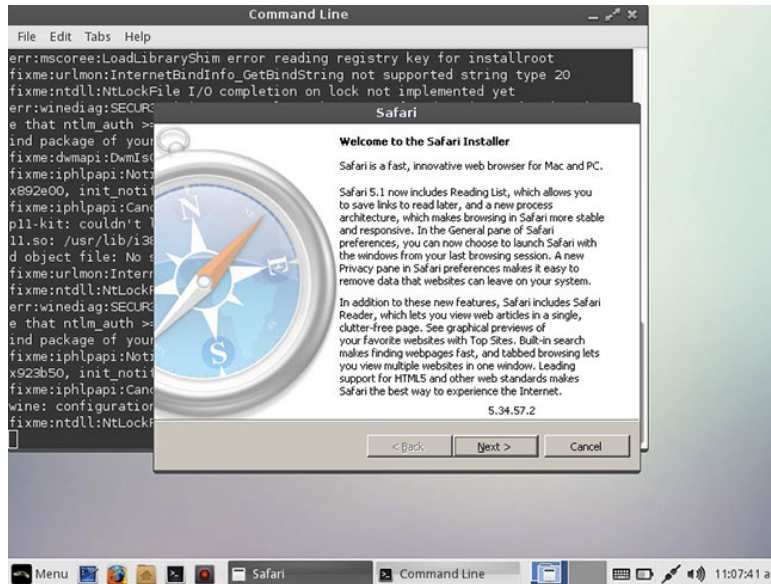 Command Line
File Edit Tabs Help
err:mscoree:LoadLibraryShim error reading registry key for installroot
fixme:urlmon:InternetBindInfo_GetBindString not supported string type 20
fixme:ntdll:NtLockFile I/O completion on lock not implemented yet
err:winediag:SECUR3
e that ntlm_auth >=
ind package of your
fixme:dwmapi:DwmIs
fixme:iphlpapi:Noti
x892e00, init_notif
fixme:iphlpapi:Canc
p11-kit: couldn't l
11.so: /usr/lib/i38
d object file: No s
fixme:urlmon:Intern
fixme:ntdll:NtLockF
err:winediag:SECUR3
e that ntlm_auth >=
ind package of your
fixme:iphlpapi:Noti
x923b50, init_notif
fixme:iphlpapi:Canc
wine: configuration
fixme:ntdll:NtLockF
Safari
N
E
S
Welcome to the Safari Installer
Safari is a fast, innovative web browser for Mac and PC.
Safari 5.1 now includes Reading List, which allows you
to save links to read later, and a new process
architecture, which makes browsing in Safari more stable
and responsive. In the General pane of Safari
preferences, you can now choose to launch Safari with
the windows from your last browsing session. A new
Privacy pane in Safari preferences makes it easy to
remove data that websites can leave on your system.
In addition to these new features, Safari includes Safari
Reader, which lets you view web articles in a single,
clutter-free page. See graphical previews of
your favorite websites with Top Sites. Built-in search
makes finding webpages fast, and tabbed browsing lets
you view multiple websites in one window. Leading
support for HTML5 and other web standards makes
Safari the best way to experience the Internet.
5.34.57.2
< Back Next > Cancel
Menu Safari Command Line 11:07:41 a